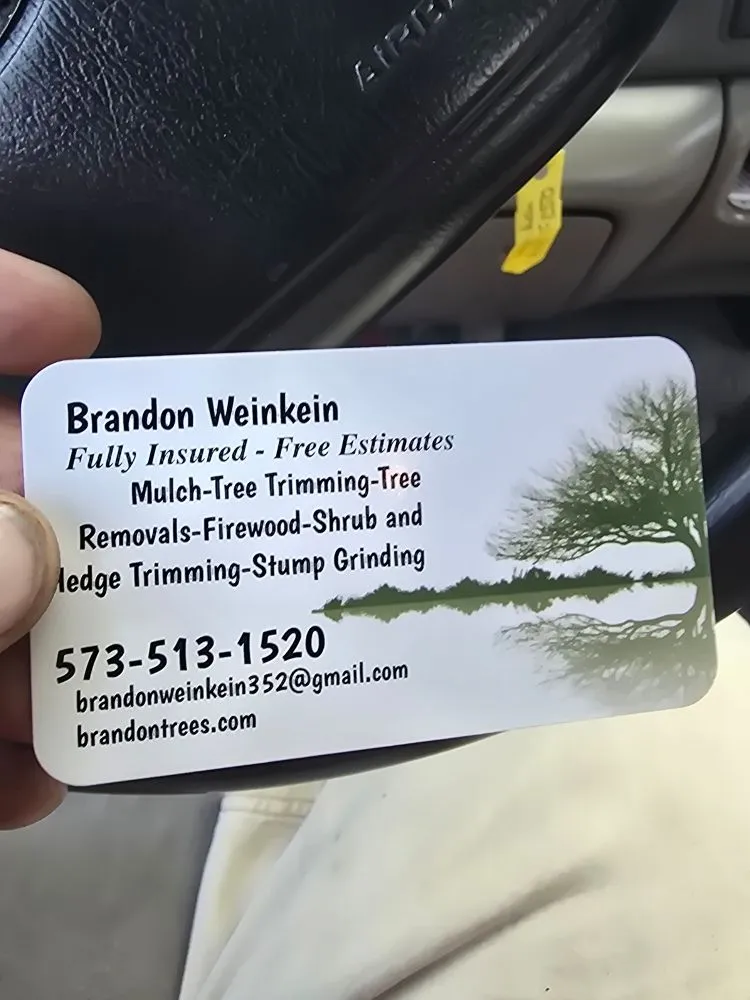 AIRBA
Brandon Weinkein
Fully Insured - Free Estimates
Mulch-Tree Trimming-Tree
Removals-Firewood-Shrub and
Hedge Trimming-Stump Grinding
573-513-1520
brandonweinkein352@gmail.com
brandontrees.com